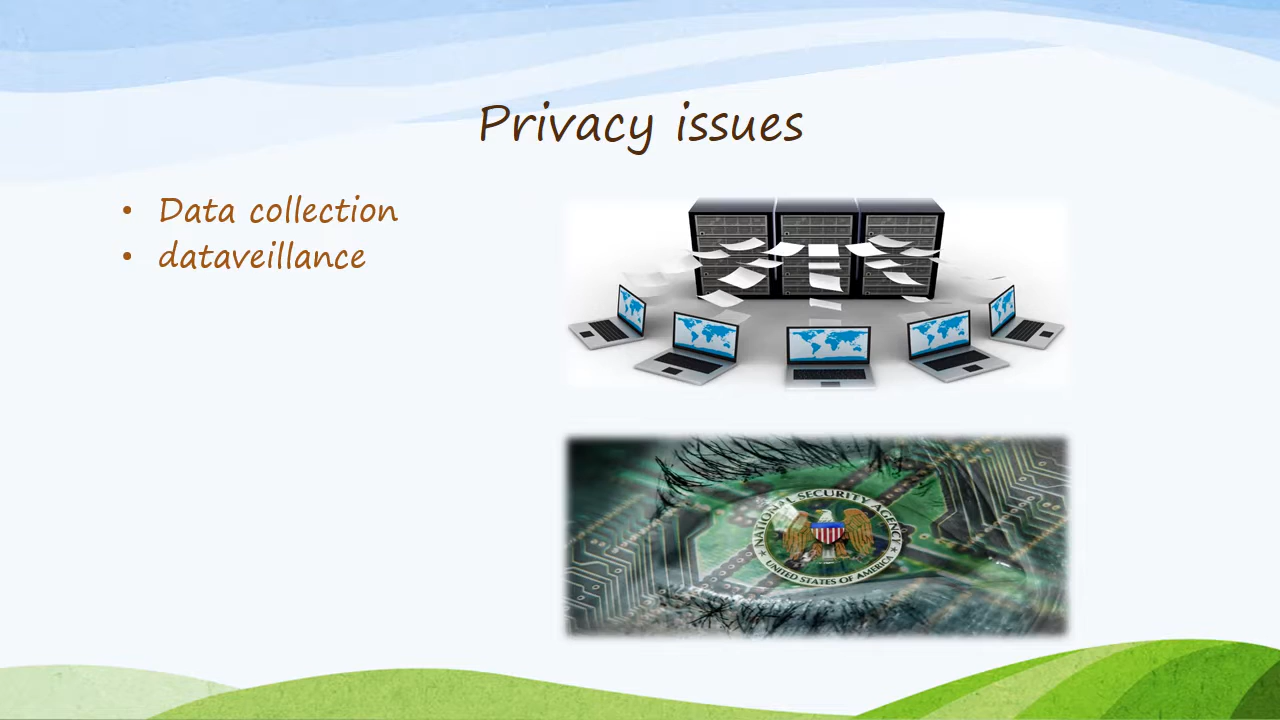 Privacy issues
• Data collection
• dataveillance
NATIONAL SECURITY AGENCY
UNITED STATES OF AMERICA